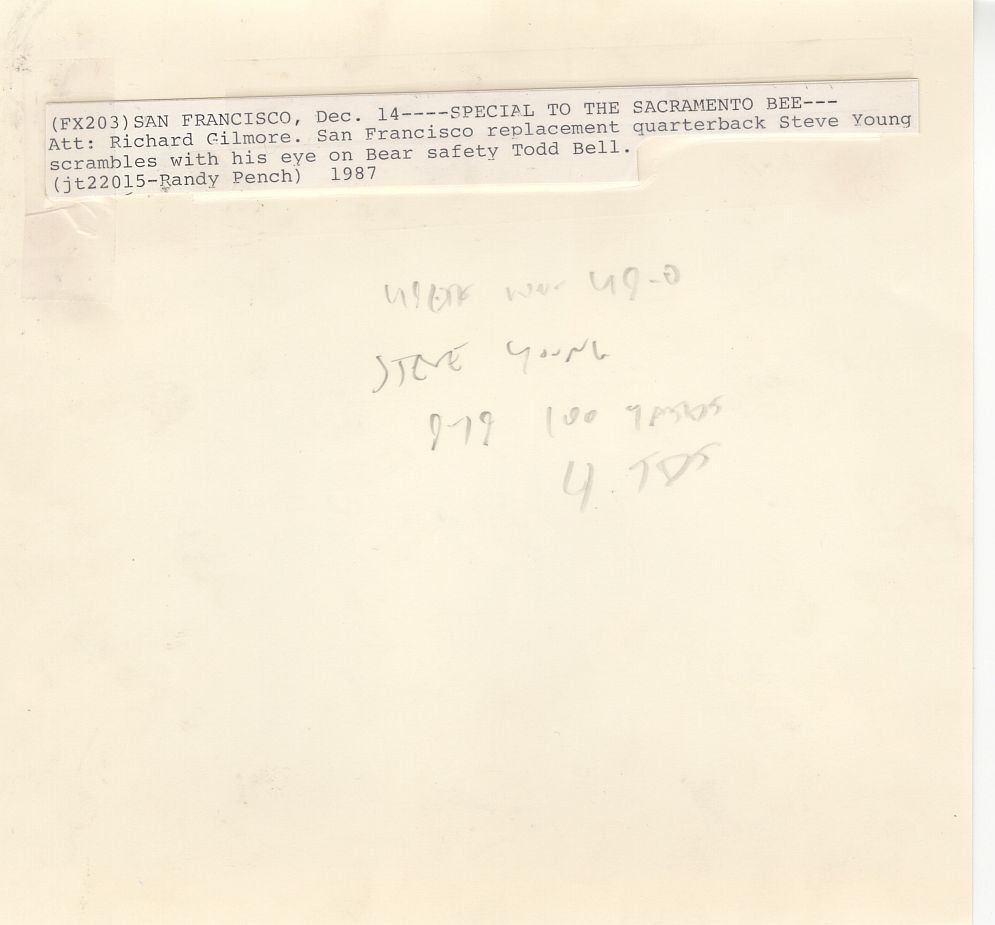 (FX203)SAN FRANCISCO, Dec. 14----SPECIAL TO THE SACRAMENTO BEE---
Att: Richard Gilmore. San Francisco replacement quarterback Steve Young
scrambles with his eye on Bear safety Todd Bell.
(jt22015-Randy Pench) 1987
49ERS won
STEVE YOUNG
9-19 100 YARDS
4 TDS